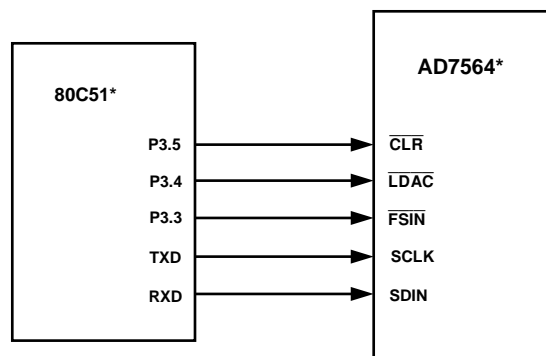 AD7564*
80C51*
P3.5
CLR
P3.4
LDAC
P3.3
FSIN
TXD
SCLK
RXD
SDIN